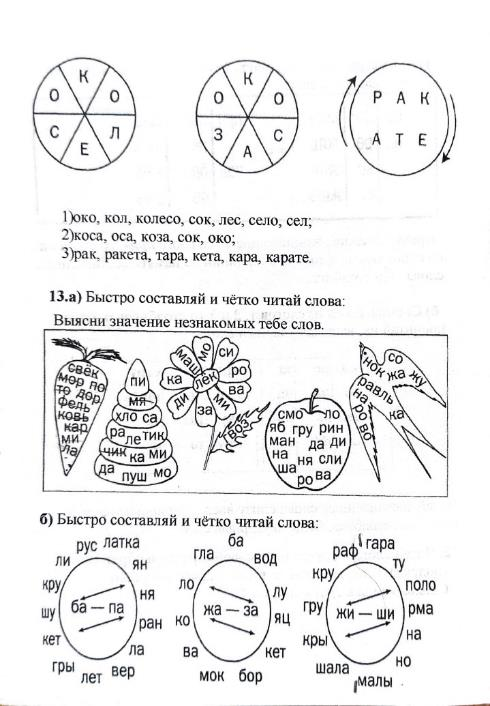 К
О О
С Л
Е
К
О О
З С
А
Р А К
А Т Е
1)око, кол, колесо, сок, лес, село, сел;
2)коса, оса, коза, сок, око;
3)рак, ракета, тара, кета, кара, карате.
13.а) Быстро составляй и чётко читай слова:
Выясни значение незнакомых тебе слов.
свёк
мор по
то дор
фель
ковь
кар
ми
ла
пи
мя
хло са
ра ле тик
чик ка ми
да пуш мо
маш мо си
ка лек ро
ди ва
за ми
воз
смо ло
яб гру рин
ман да ди
на ня сли
ша ва
ро
со
нок жа жу
равль
на ка
ро во
б) Быстро составляй и чётко читай слова:
рус латка
ли ян
кру ня
шу ба – па
кет ран
ла
гры лет вер
ба
гла вод
ло лу
жа – за
ко яц
ва кет
мок бор
раф гара
кру ту
поло
гру жи – ши рма
кры на
шала но
малы